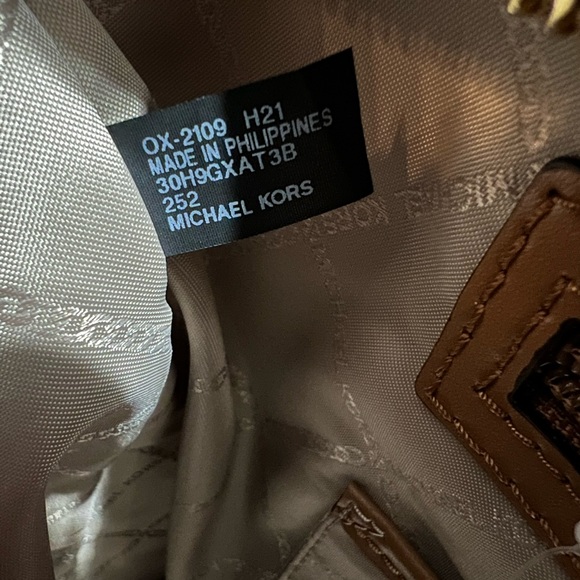 OX-2109 H21
MADE IN PHILIPPINES
30H9GXAT3B
252
MICHAEL KORS